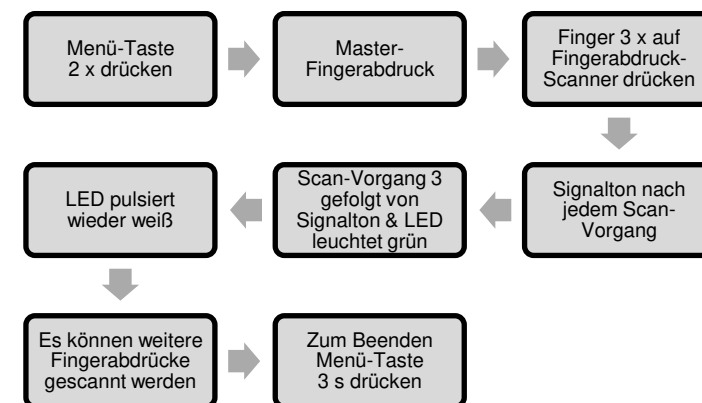 Menü-Taste
2 x drücken
Master-
Fingerabdruck
Finger 3 x auf
Fingerabdruck-
Scanner drücken
Signalton nach
jedem Scan-
Vorgang
Scan-Vorgang 3
gefolgt von
Signalton & LED
leuchtet grün
LED pulsiert
wieder weiß
Es können weitere
Fingerabdrücke
gescannt werden
Zum Beenden
Menü-Taste
3 s drücken